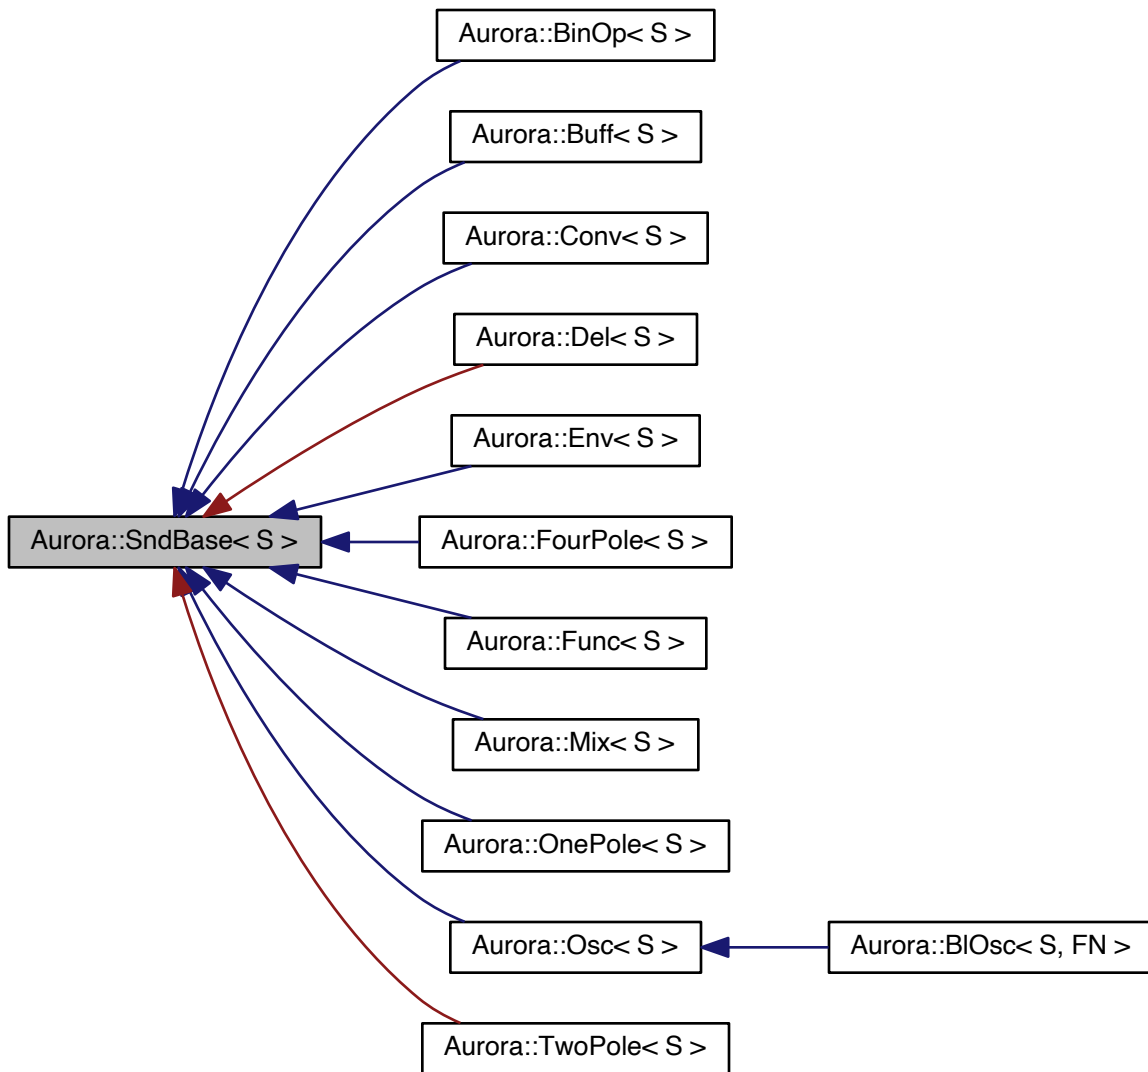 Aurora::BinOp< S >
Aurora::Buff< S >
Aurora::Conv< S >
Aurora::Del< S >
Aurora::Env< S >
Aurora::SndBase< S >
Aurora::FourPole< S >
Aurora::Func< S >
Aurora::Mix< S >
Aurora::OnePole< S >
Aurora::Osc< S >
Aurora::BlOsc< S, FN >
Aurora::TwoPole< S >